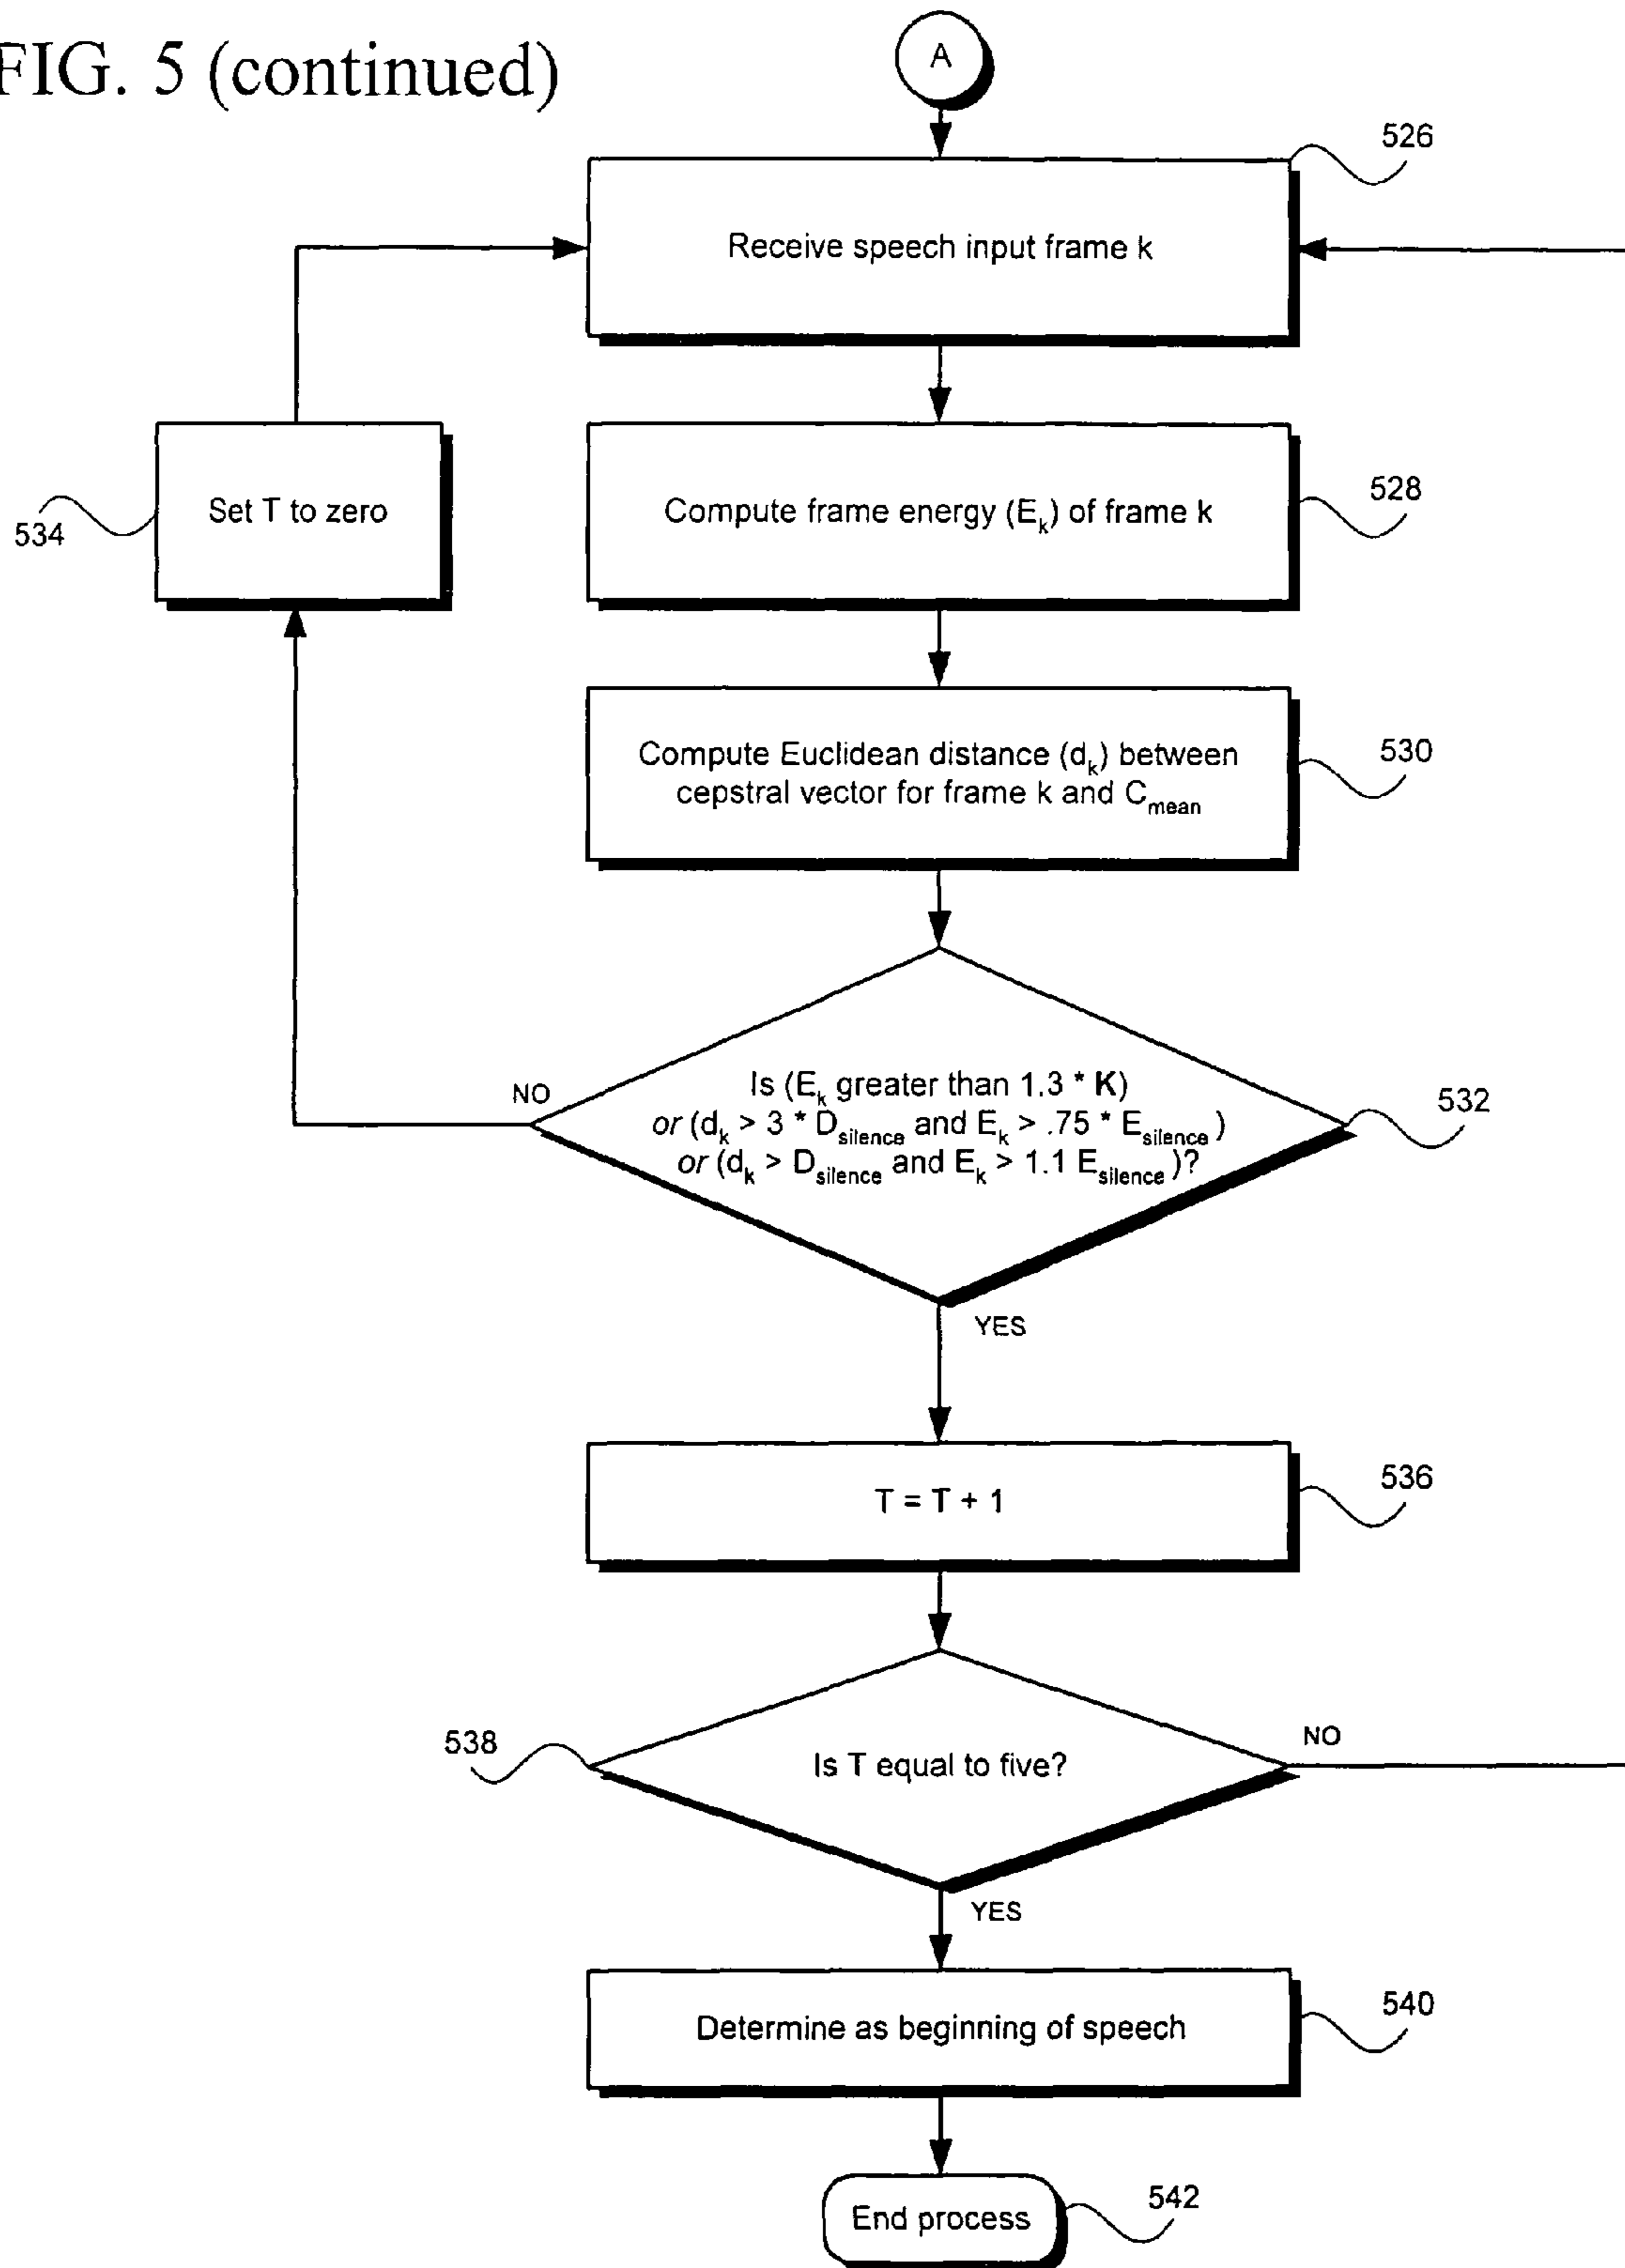 FIG. 5 (continued)
A
526
Receive speech input frame k
528
Compute frame energy (Ek) of frame k
Set T to zero
534
530
Compute Euclidean distance (dk) between
cepstral vector for frame k and Cmean
532
Is (Ek greater than 1.3 * K)
or (dk > 3 * Dsilence and Ek > .75 * Esilence )
or (dk > Dsilence and Ek > 1.1 Esilence )?
NO
YES
536
T = T + 1
538
Is T equal to five?
NO
YES
540
Determine as beginning of speech
End process
542